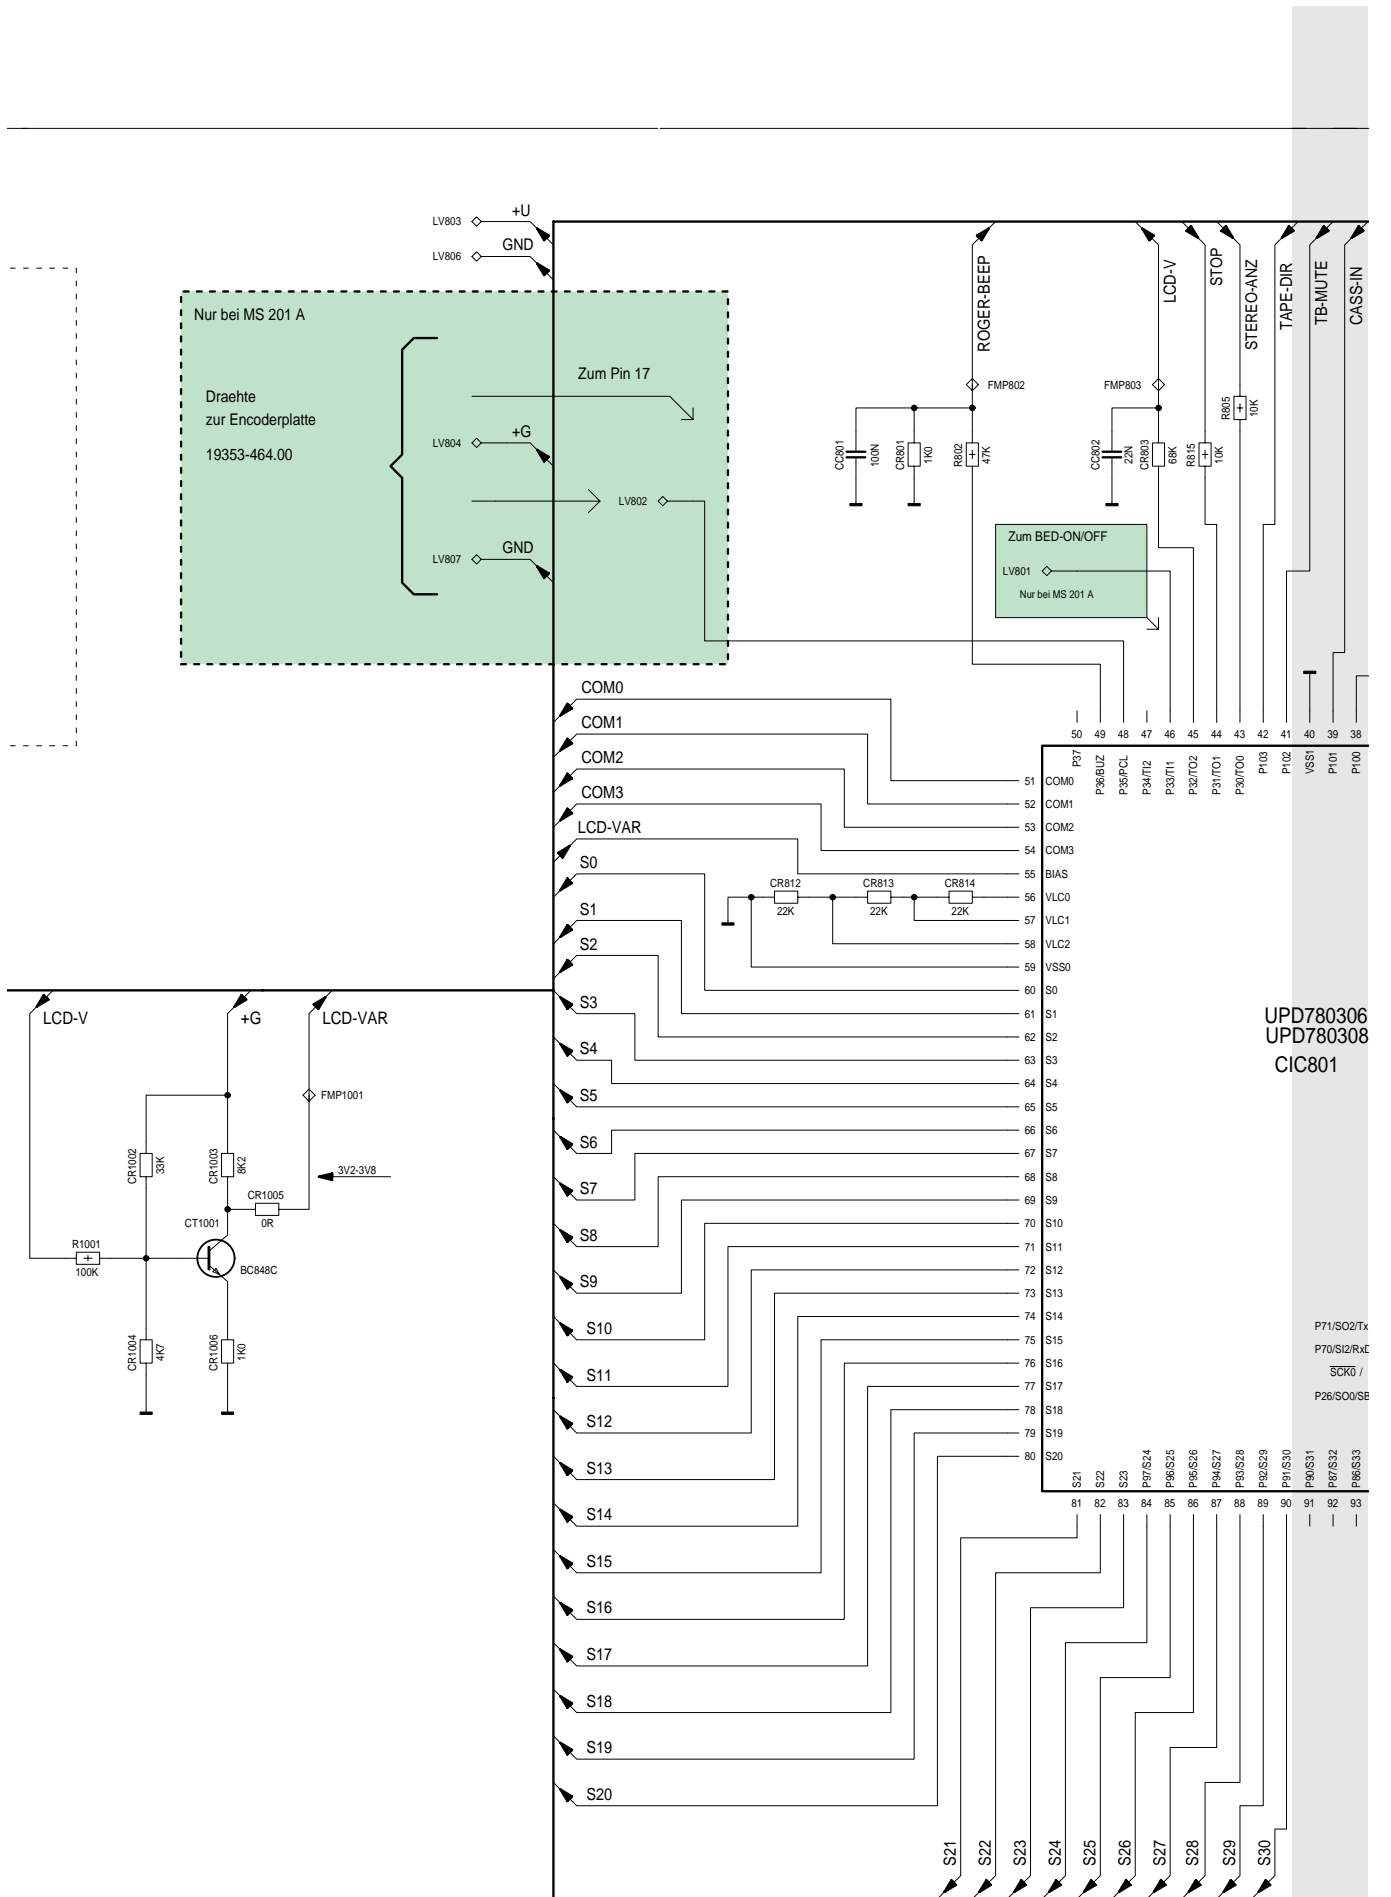 LV803 +U
LV806 GND
Nur bei MS 201 A
Draehte
zur Encoderplatte
19353-464.00
Zum Pin 17
LV804 +G
LV802
LV807 GND
ROGER-BEEP
LCD-V
STOP
STEREO-ANZ
TAPE-DIR
TB-MUTE
CASS-IN
FMP802
FMP803
CC801 100N
CR801 1K0
R802 47K
CC802 22N
CR803 68K
R815 10K
R805 10K
Zum BED-ON/OFF
LV801
Nur bei MS 201 A
50 49 48 47 46 45 44 43 42 41 40 39 38
P37
P36/BUZ
P35/PCL
P34/TI2
P33/TI1
P32/TO2
P31/TO1
P30/TO0
P103
P102
VSS1
P101
P100
COM0
COM1
COM2
COM3
LCD-VAR
S0
S1
S2
S3
S4
S5
S6
S7
S8
S9
S10
S11
S12
S13
S14
S15
S16
S17
S18
S19
S20
CR812 22K
CR813 22K
CR814 22K
51 COM0
52 COM1
53 COM2
54 COM3
55 BIAS
56 VLC0
57 VLC1
58 VLC2
59 VSS0
60 S0
61 S1
62 S2
63 S3
64 S4
65 S5
66 S6
67 S7
68 S8
69 S9
70 S10
71 S11
72 S12
73 S13
74 S14
75 S15
76 S16
77 S17
78 S18
79 S19
80 S20
UPD780306
UPD780308
CIC801
P71/SO2/Tx
P70/SI2/RxD
SCK0 /
P26/SO0/SB
LCD-V
+G
LCD-VAR
FMP1001
CR1002 33K
CR1003 8K2
3V2-3V8
CR1005
0R
CT1001
R1001
100K
BC848C
CR1004 4K7
CR1006 1K0
S21
S22
S23
P97/S24
P96/S25
P95/S26
P94/S27
P93/S28
P92/S29
P91/S30
P90/S31
P87/S32
P86/S33
81 82 83 84 85 86 87 88 89 90 91 92 93
S21
S22
S23
S24
S25
S26
S27
S28
S29
S30